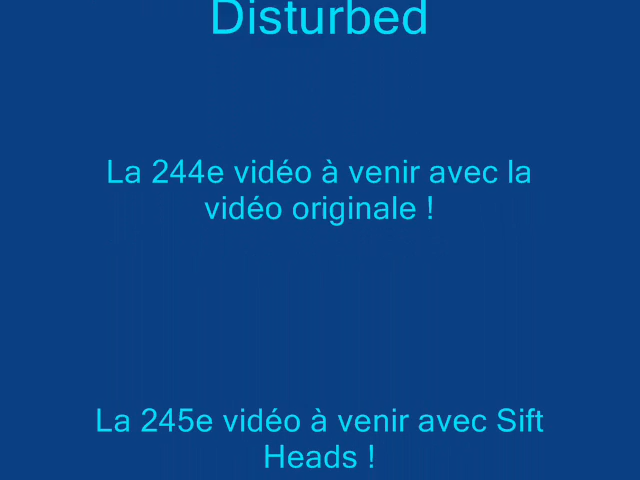 Disturbed
La 244e vidéo à venir avec la
vidéo originale !
La 245e vidéo à venir avec Sift
Heads !